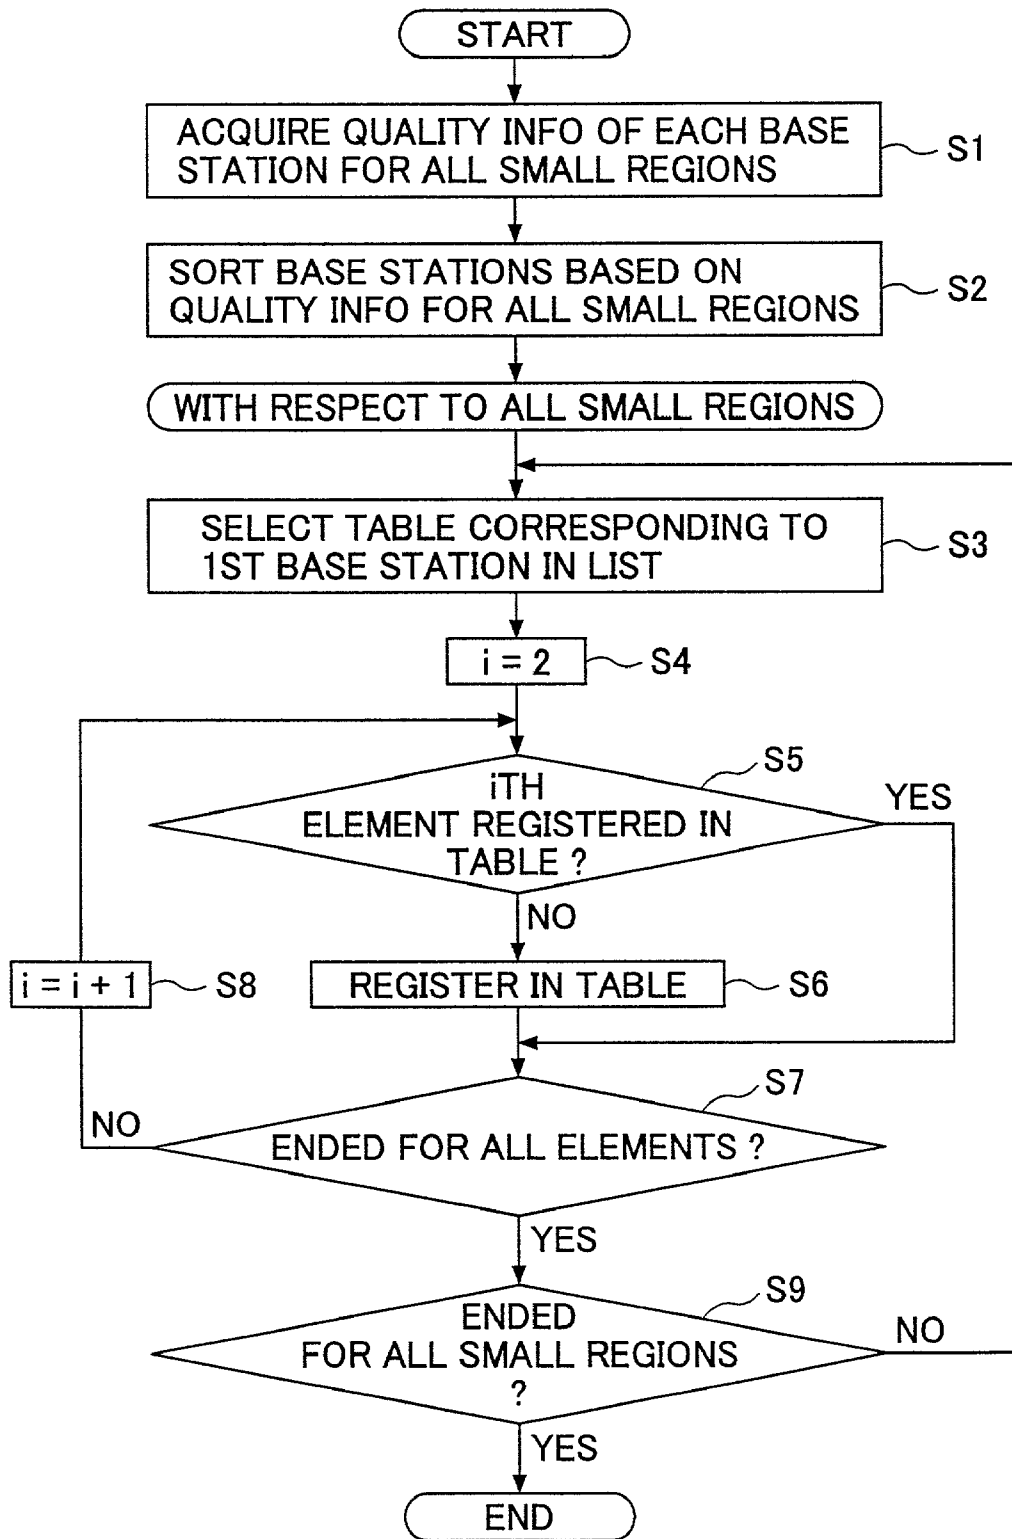 START
ACQUIRE QUALITY INFO OF EACH BASE
STATION FOR ALL SMALL REGIONS
S1
SORT BASE STATIONS BASED ON
QUALITY INFO FOR ALL SMALL REGIONS
S2
WITH RESPECT TO ALL SMALL REGIONS
SELECT TABLE CORRESPONDING TO
1ST BASE STATION IN LIST
S3
i = 2
S4
S5
iTH
ELEMENT REGISTERED IN
TABLE ?
YES
NO
i = i + 1
S8
REGISTER IN TABLE
S6
S7
NO
ENDED FOR ALL ELEMENTS ?
YES
S9
ENDED
FOR ALL SMALL REGIONS
?
NO
YES
END